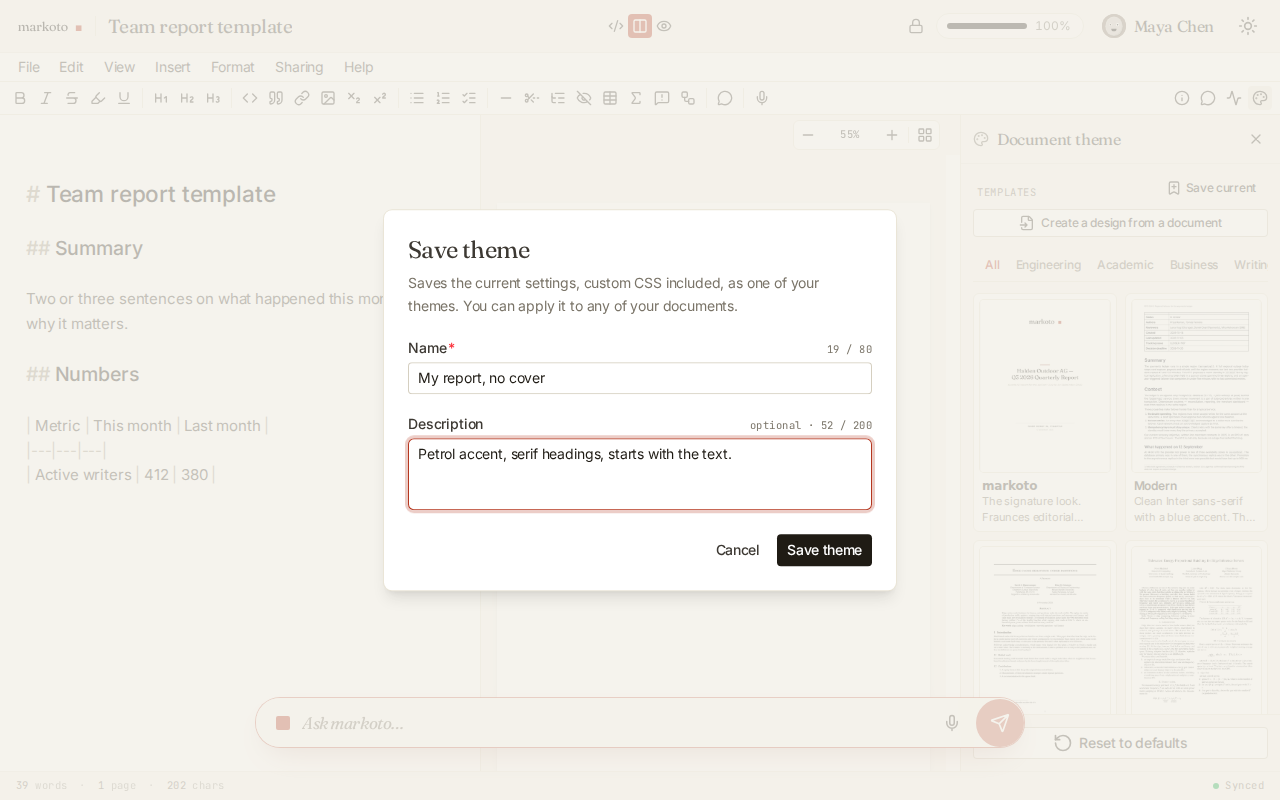 markoto
Team report template
100%
Maya Chen
File Edit View Insert Format Sharing Help
55%
Document theme
# Team report template
## Summary
Two or three sentences on what happened this mon
why it matters.
## Numbers
| Metric | This month | Last month |
|---|---|---|
| Active writers | 412 | 380 |
Save theme
Saves the current settings, custom CSS included, as one of your
themes. You can apply it to any of your documents.
Name*
19 / 80
My report, no cover
Description
optional · 52 / 200
Petrol accent, serif headings, starts with the text.
Cancel
Save theme
TEMPLATES
Save current
Create a design from a document
All Engineering Academic Business Writin
markoto
markoto
The signature look.
Fraunces editorial...
Summary
Modern
Clean Inter sans-serif
with a blue accent. Th...
Reset to defaults
Ask markoto...
39 words · 1 page · 202 chars
Synced